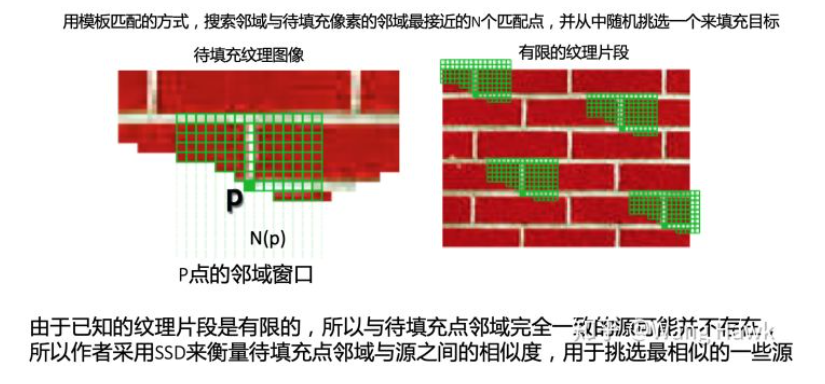 用模板匹配的方式，搜索邻域与待填充像素的邻域最接近的N个匹配点，并从中随机挑选一个来填充目标
待填充纹理图像
有限的纹理片段
p
N(p)
P点的邻域窗口
由于已知的纹理片段是有限的，所以与待填充点邻域完全一致的源可能并不存在，
知乎 @Wang Hawk
所以作者采用SSD来衡量待填充点邻域与源之间的相似度，用于挑选最相似的一些源